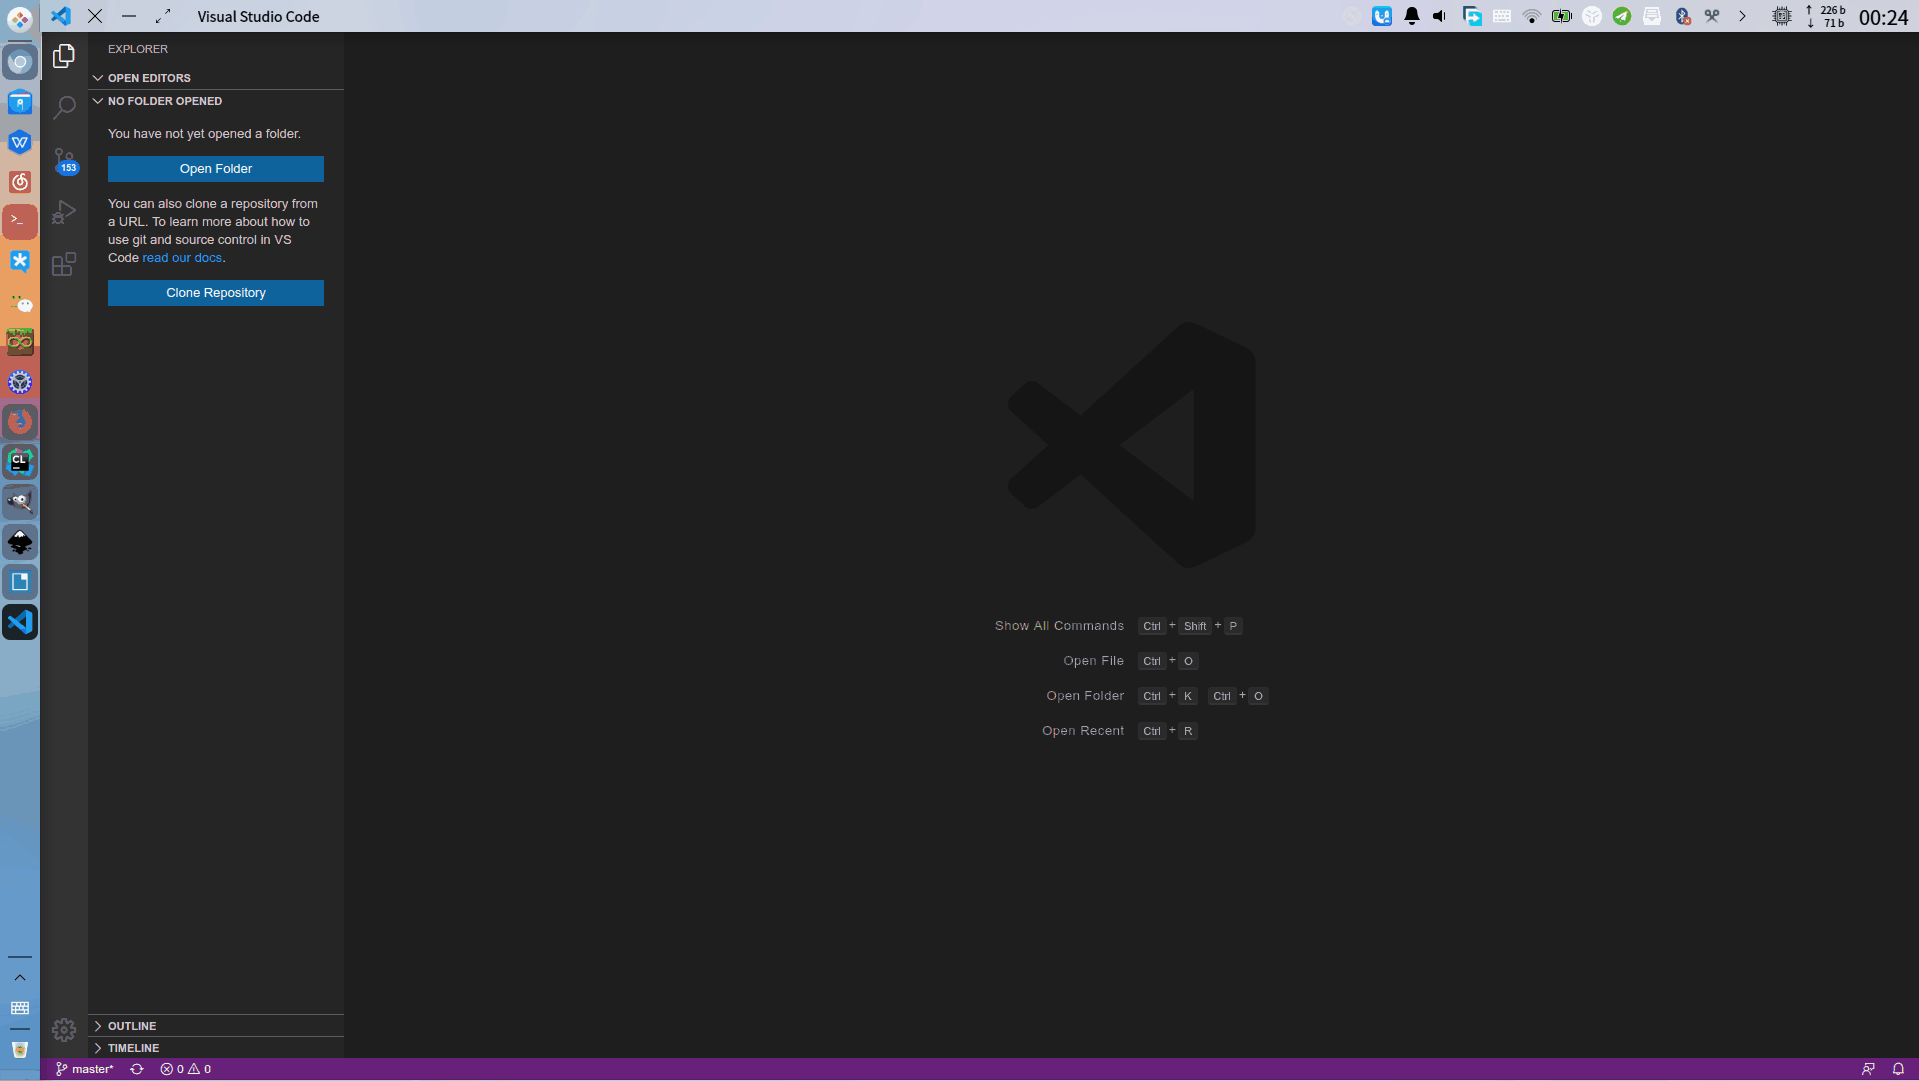 Visual Studio Code
226 b
71 b
00:24
EXPLORER
OPEN EDITORS
NO FOLDER OPENED
You have not yet opened a folder.
Open Folder
153
You can also clone a repository from
a URL. To learn more about how to
use git and source control in VS
Code read our docs.
Clone Repository
CL
Show All Commands Ctrl + Shift + P
Open File Ctrl + O
Open Folder Ctrl + K Ctrl + O
Open Recent Ctrl + R
OUTLINE
TIMELINE
master* 0 0